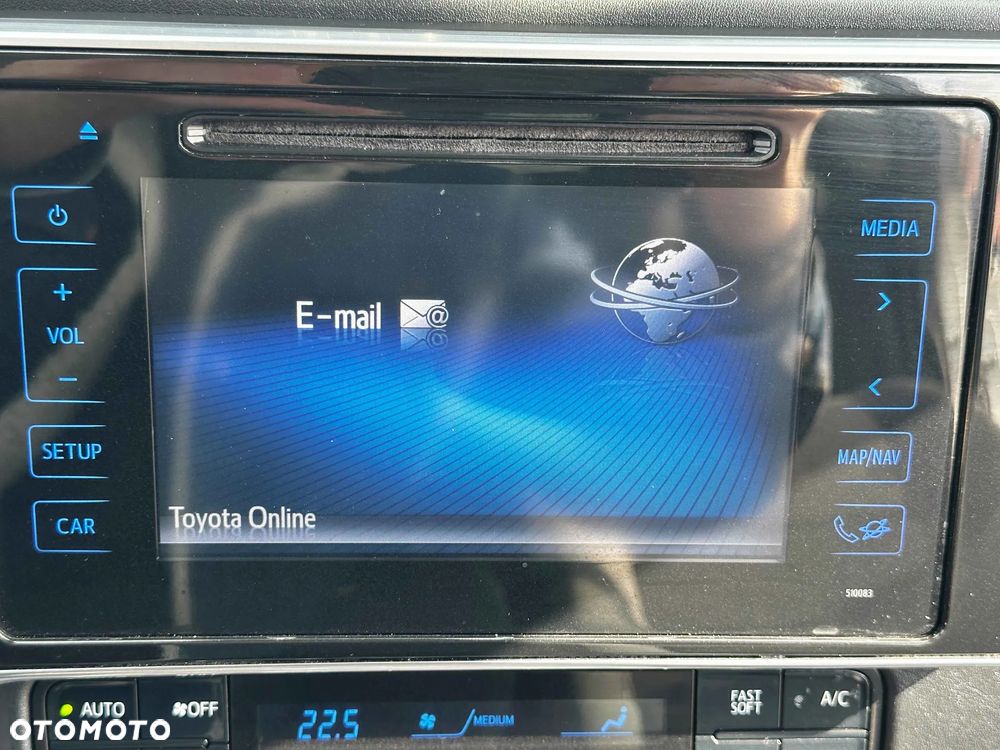 MEDIA
+
VOL
−
E-mail
@
SETUP
MAP/NAV
CAR
Toyota Online
510083
AUTO
OFF
22.5
MEDIUM
FAST
SOFT
A/C
OTOMOTO